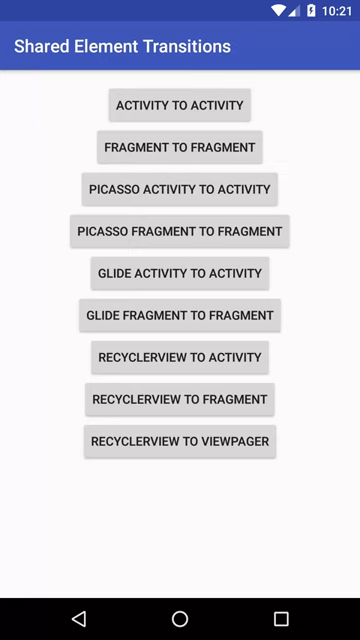 10:21
Shared Element Transitions
ACTIVITY TO ACTIVITY
FRAGMENT TO FRAGMENT
PICASSO ACTIVITY TO ACTIVITY
PICASSO FRAGMENT TO FRAGMENT
GLIDE ACTIVITY TO ACTIVITY
GLIDE FRAGMENT TO FRAGMENT
RECYCLERVIEW TO ACTIVITY
RECYCLERVIEW TO FRAGMENT
RECYCLERVIEW TO VIEWPAGER